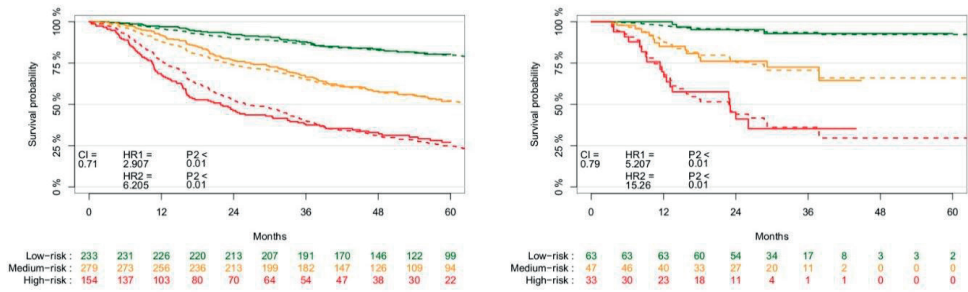 100 %
75 %
50 %
25 %
0 %
Survival probability
CI =
0.71
HR1 =
2.907
P2 <
0.01
HR2 =
6.205
P2 <
0.01
0 12 24 36 48 60
Months
Low-risk : 233 231 226 220 213 207 191 170 146 122 99
Medium-risk : 279 273 256 236 213 199 182 147 126 109 94
High-risk : 154 137 103 80 70 64 54 47 38 30 22
100 %
75 %
50 %
25 %
0 %
Survival probability
CI =
0.79
HR1 =
5.207
P2 <
0.01
HR2 =
15.26
P2 <
0.01
0 12 24 36 48 60
Months
Low-risk : 63 63 63 60 54 34 17 8 3 3 2
Medium-risk : 47 46 40 33 27 20 11 2 0 0 0
High-risk : 33 30 23 18 11 4 1 1 0 0 0